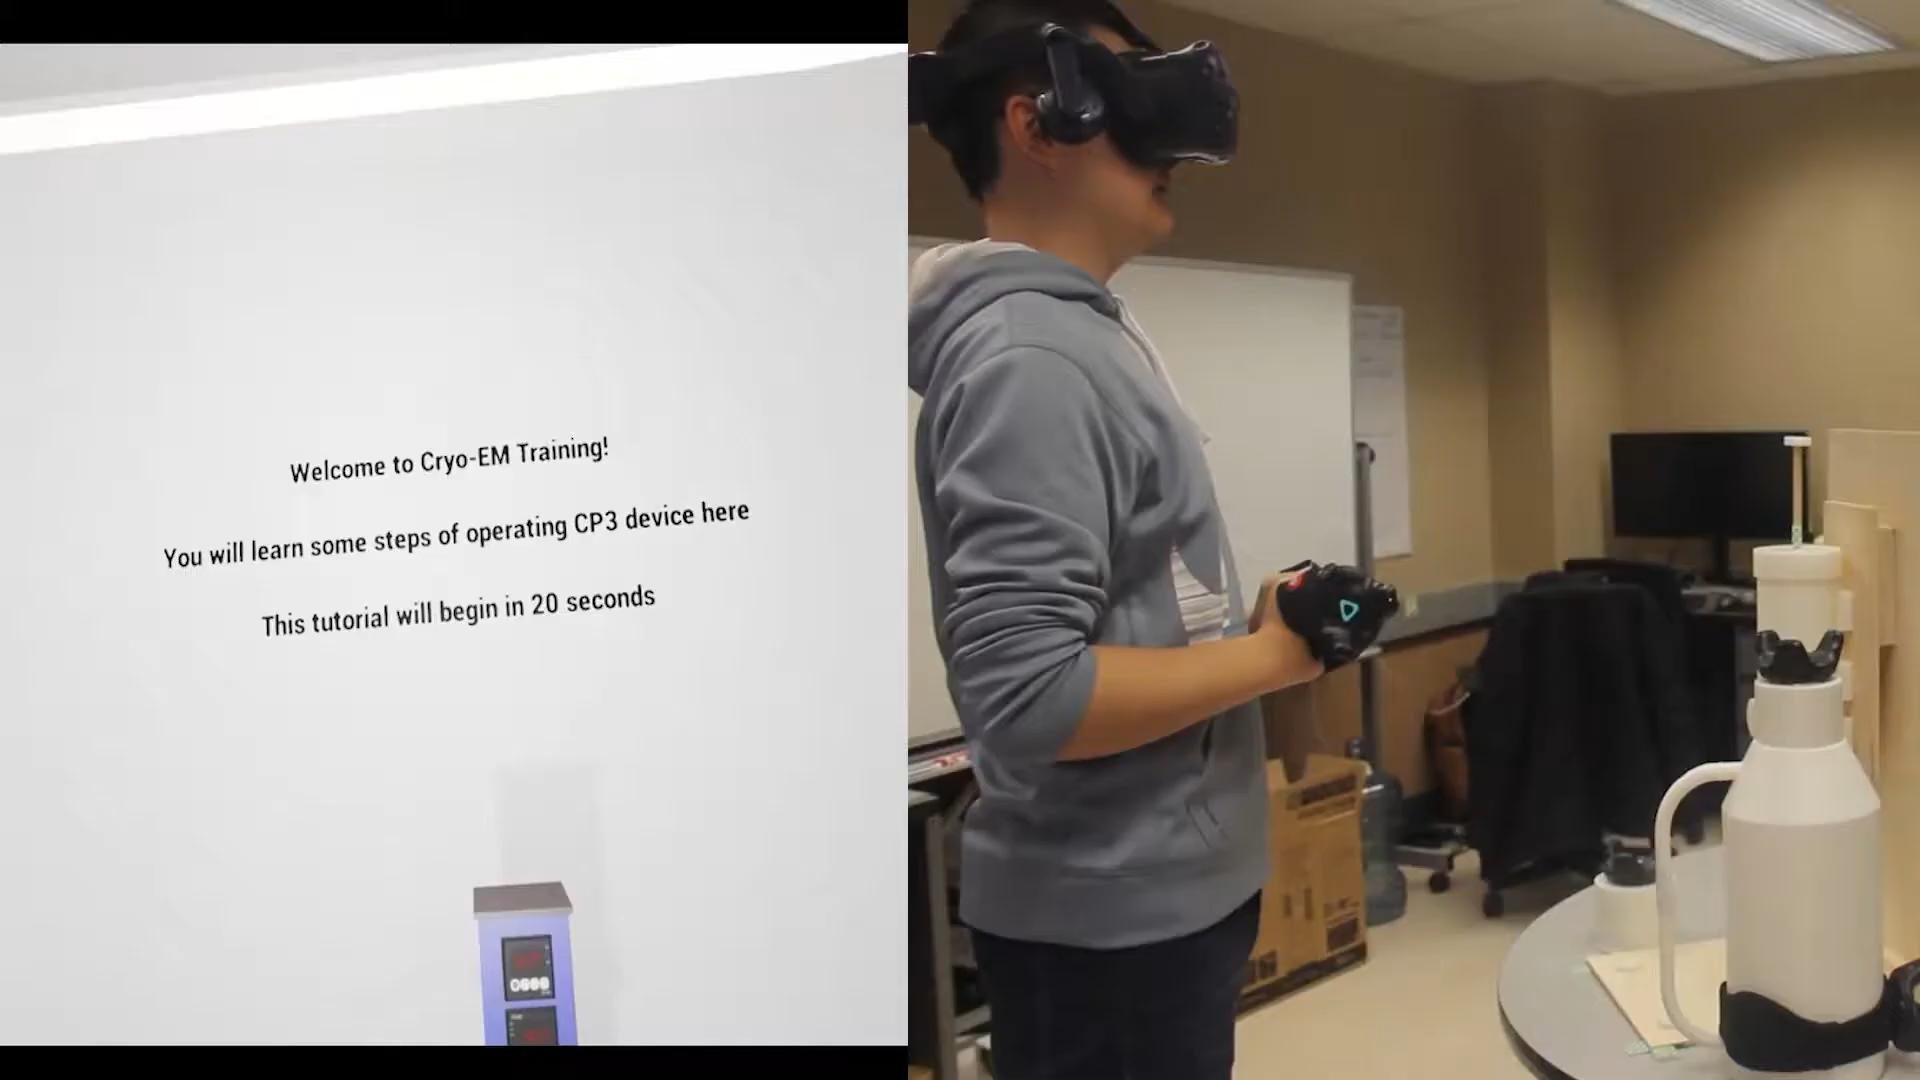 Welcome to Cryo-EM Training!
You will learn some steps of operating CP3 device here
This tutorial will begin in 20 seconds